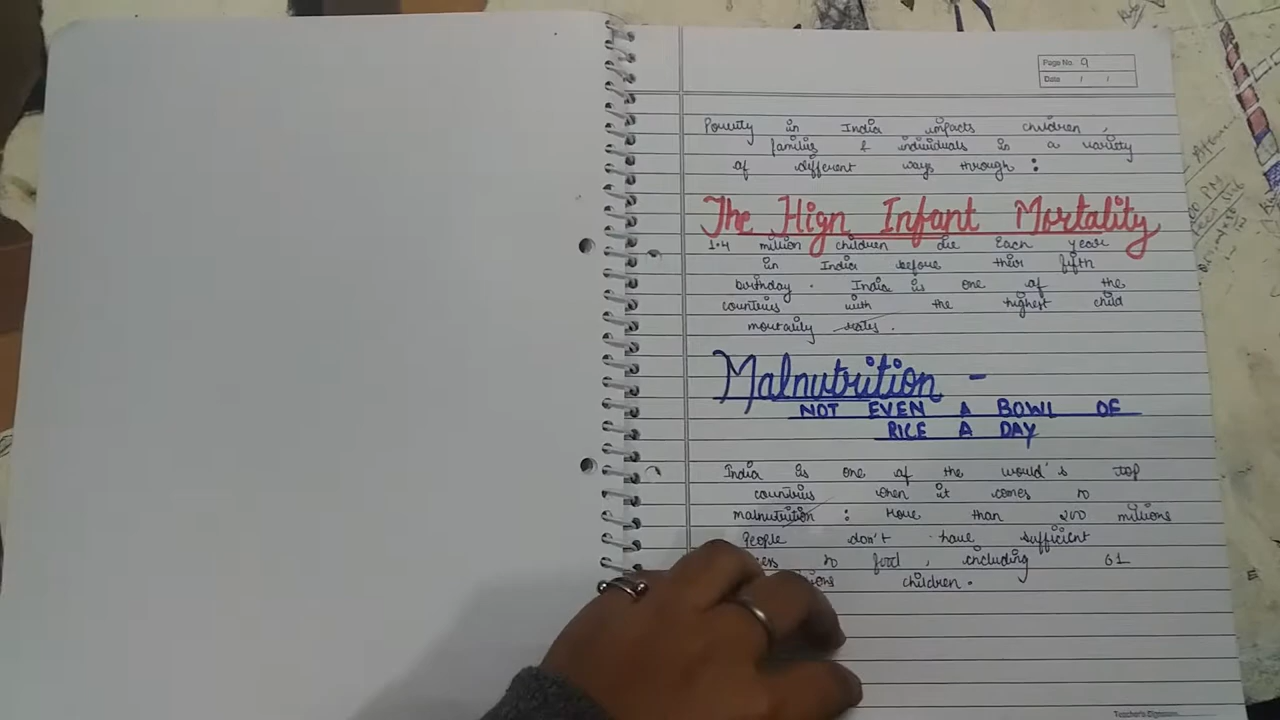 Page No. 9
Date / /
Poverty in India impacts children,
families & individuals in a variety
of different ways through :
The Hign Infant Mortality
1.4 million children die Each year
in India before their fifth
birthday. India is one of the
countries with the highest child
mortality rates.
Malnutrition -
NOT EVEN A BOWL OF
RICE A DAY
India is one of the would's top
countries when it comes to
malnutrition : More than 200 millions
People don't have sufficient
to food, including 61
children.
Teacher's Signature